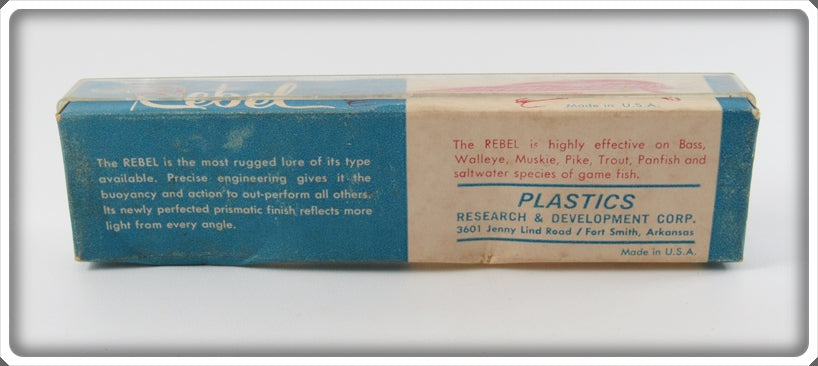 Rebel
Made in U.S.A.
The REBEL is the most rugged lure of its type
available. Precise engineering gives it the
buoyancy and action to out-perform all others.
Its newly perfected prismatic finish reflects more
light from every angle.
The REBEL is highly effective on Bass,
Walleye, Muskie, Pike, Trout, Panfish and
saltwater species of game fish.
PLASTICS
RESEARCH & DEVELOPMENT CORP.
3601 Jenny Lind Road / Fort Smith, Arkansas
Made in U.S.A.